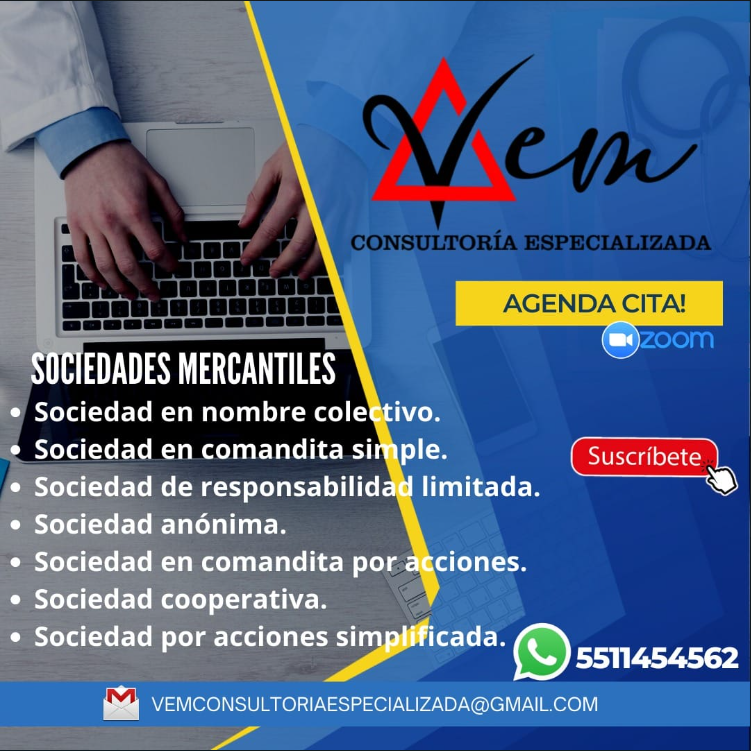 Vem
CONSULTORÍA ESPECIALIZADA
AGENDA CITA!
zoom
SOCIEDADES MERCANTILES
• Sociedad en nombre colectivo.
• Sociedad en comandita simple.
• Sociedad de responsabilidad limitada.
• Sociedad anónima.
• Sociedad en comandita por acciones.
• Sociedad cooperativa.
• Sociedad por acciones simplificada.
Suscríbete
5511454562
VEMCONSULTORIAESPECIALIZADA@GMAIL.COM